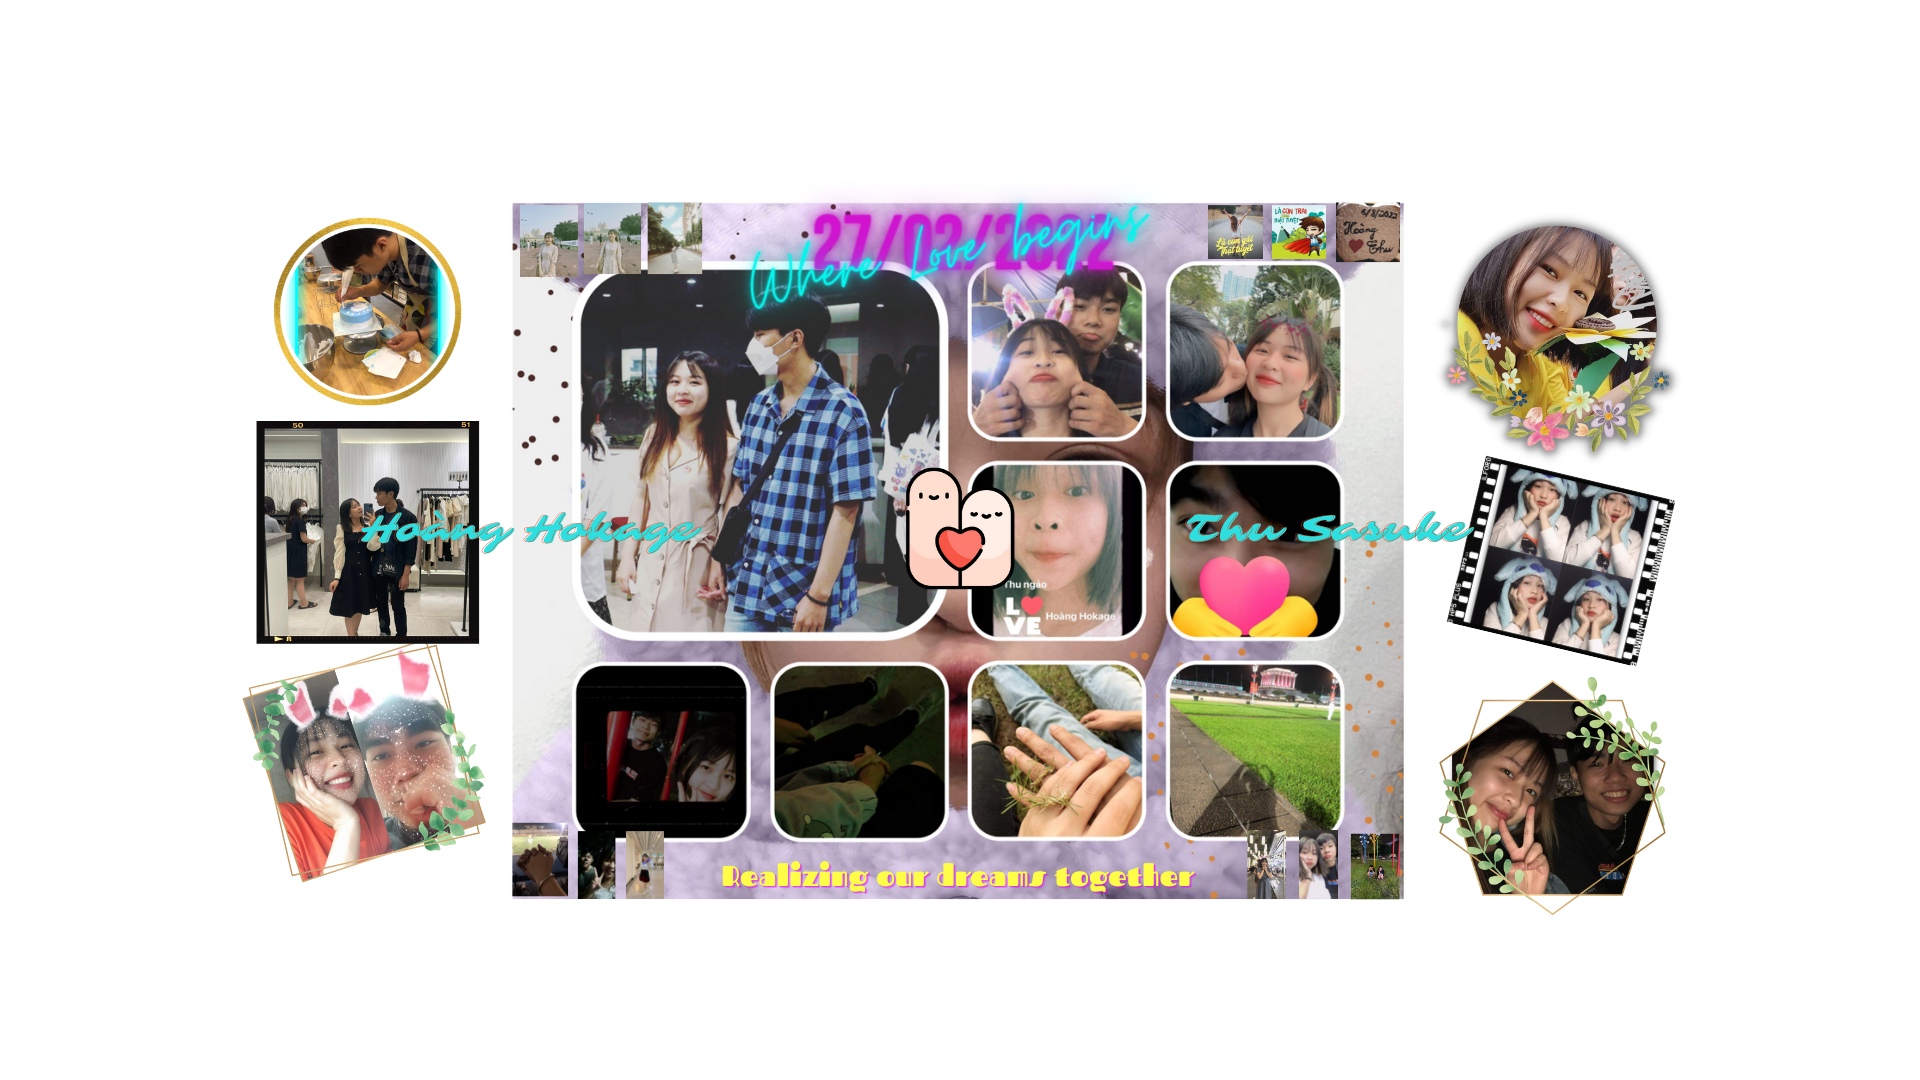 27/02/2022
Where Love begins
LÀ CON TRAI
THẬT TUYỆT
Là con gái
thật tuyệt
6/8/2022
Hoàng
Thu
50
51
Hoàng Hokage
Thu Sasuke
Thu ngáo
LOVE
Hoàng Hokage
Realizing our dreams together